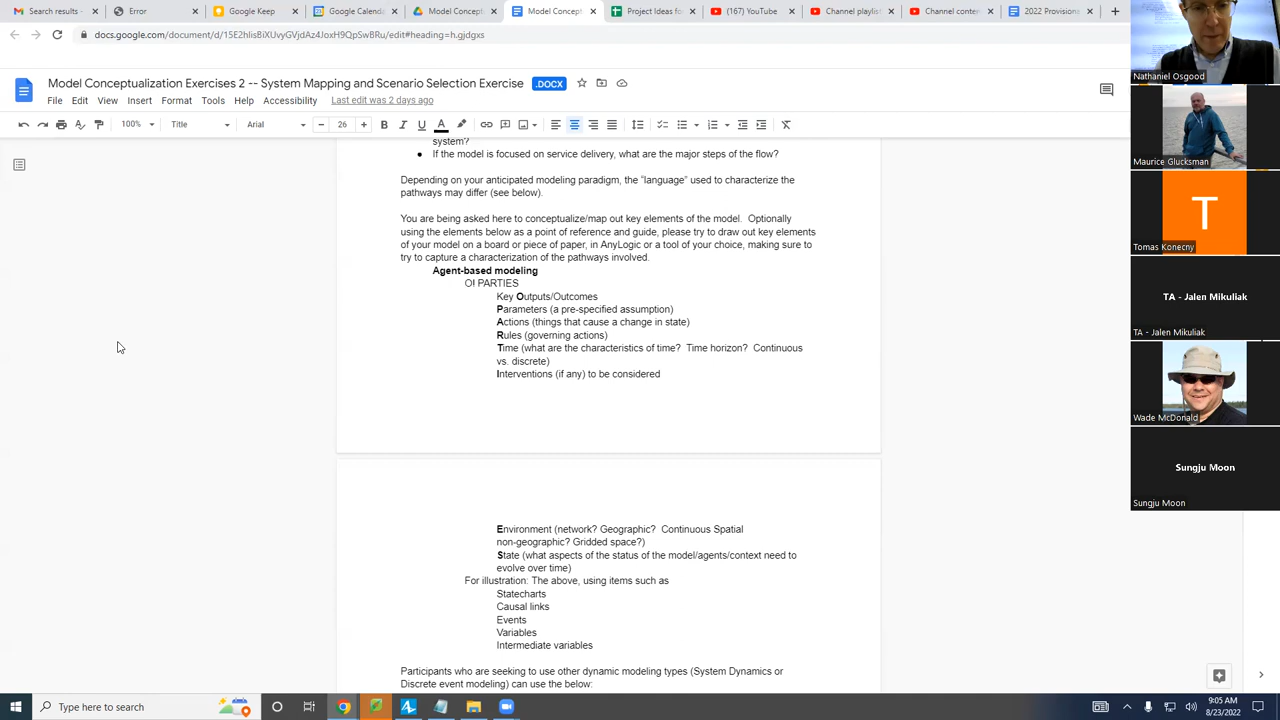 Search results - m
Error
Google Keep
Google Calenda
Model Concept
Model Concept
Project Ideas fo
(167) YouTube
Channel playlist
Channel conten
2022 Provision
docs.google.com/document/d/15E2hlisBiXUvyGVjdAz4JoxH9QpSwBRu/edit#heading=h.gjdgxs
Model Conceptualization Exercises 2 -- System Mapping and Scenario Selection Exercise
.DOCX
File Edit View Insert Format Tools Help Accessibility Last edit was 2 days ago
100% Title Arial 26 B I U A
system?
● If the model is focused on service delivery, what are the major steps of the flow?
Depending on your anticipated modeling paradigm, the "language" used to characterize the
pathways may differ (see below).
You are being asked here to conceptualize/map out key elements of the model. Optionally
using the elements below as a point of reference and guide, please try to draw out key elements
of your model on a board or piece of paper, in AnyLogic or a tool of your choice, making sure to
try to capture a characterization of the pathways involved.
Agent-based modeling
OI PARTIES
Key Outputs/Outcomes
Parameters (a pre-specified assumption)
Actions (things that cause a change in state)
Rules (governing actions)
Time (what are the characteristics of time? Time horizon? Continuous
vs. discrete)
Interventions (if any) to be considered
Environment (network? Geographic? Continuous Spatial
non-geographic? Gridded space?)
State (what aspects of the status of the model/agents/context need to
evolve over time)
For illustration: The above, using items such as
Statecharts
Causal links
Events
Variables
Intermediate variables
Participants who are seeking to use other dynamic modeling types (System Dynamics or
Discrete event modeling) can use the below:
Nathaniel Osgood
Maurice Glucksman
T
Tomas Konecny
TA - Jalen Mikuliak
TA - Jalen Mikuliak
Wade McDonald
Sungju Moon
Sungju Moon
Type here to search
9:05 AM
8/23/2022